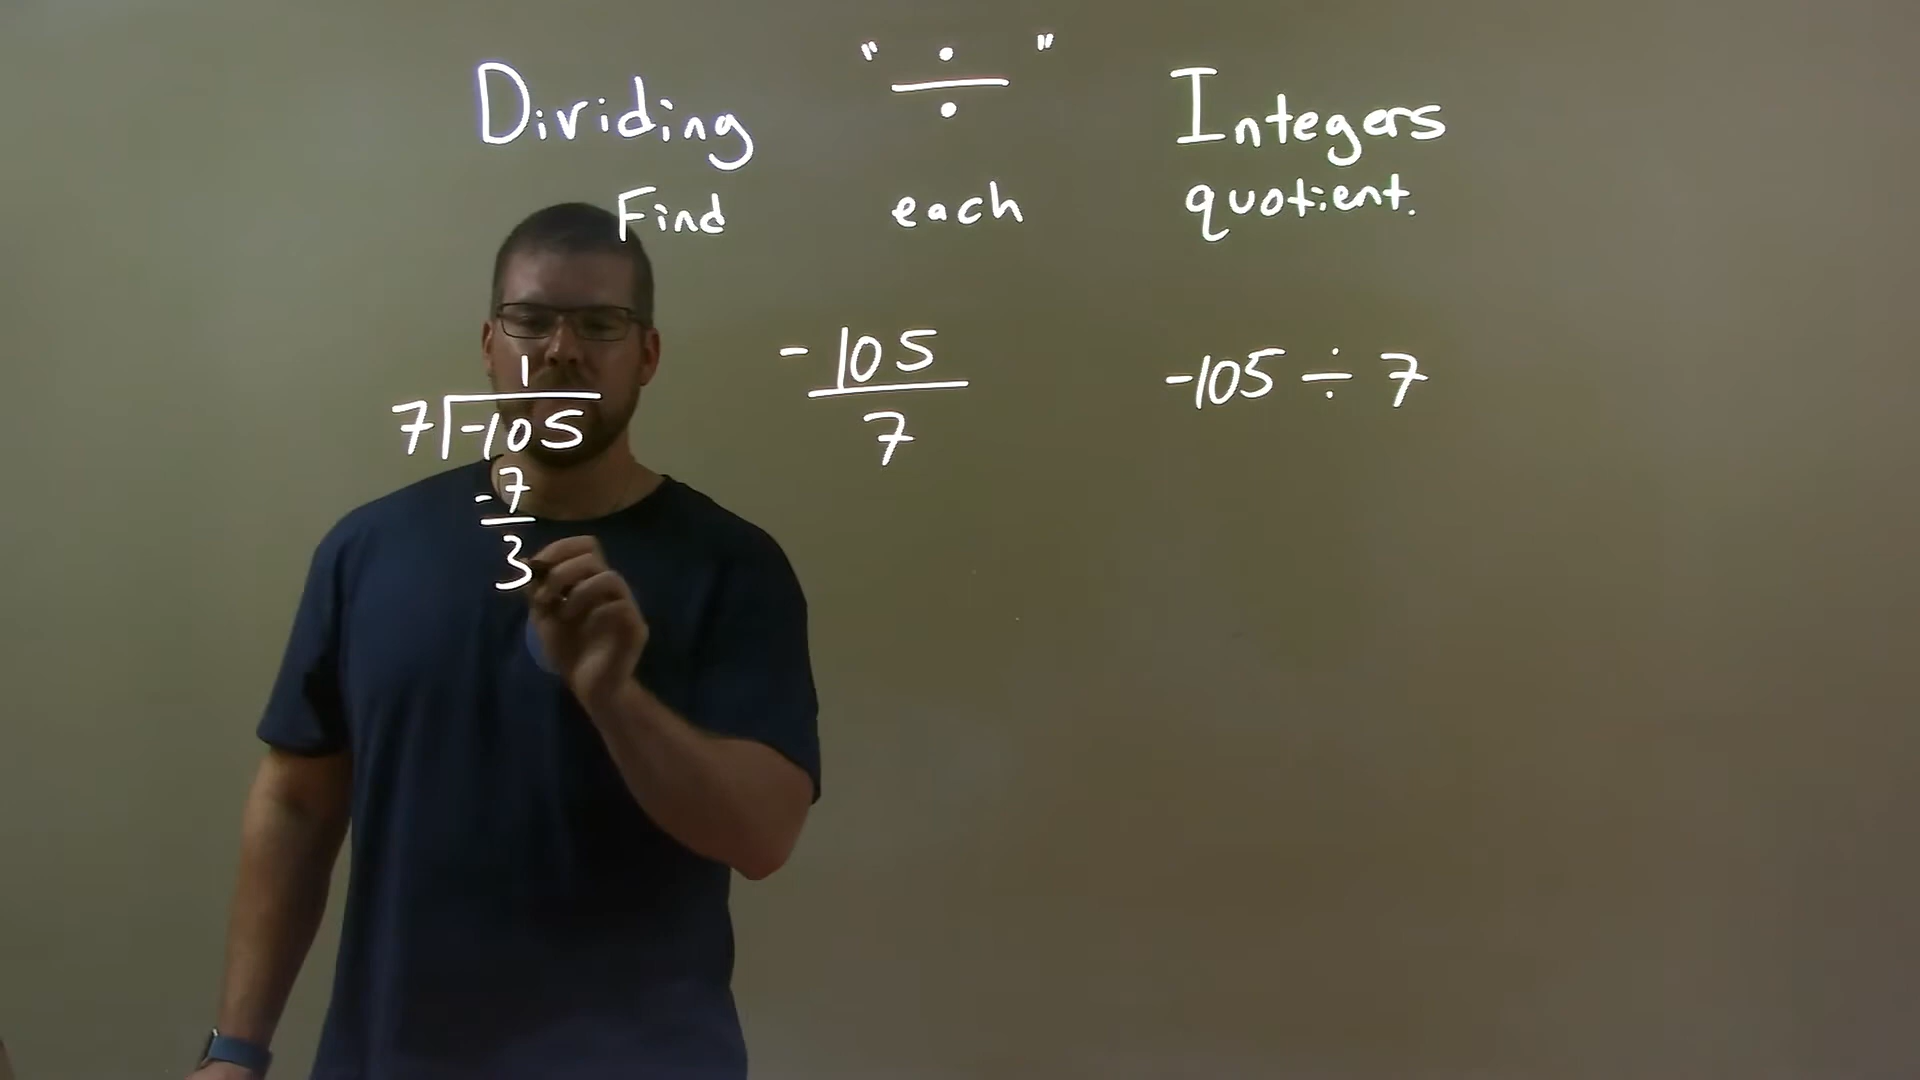 Dividing "÷" Integers
Find each quotient.
1
7
-105
-7
3
-105
7
-105 ÷ 7